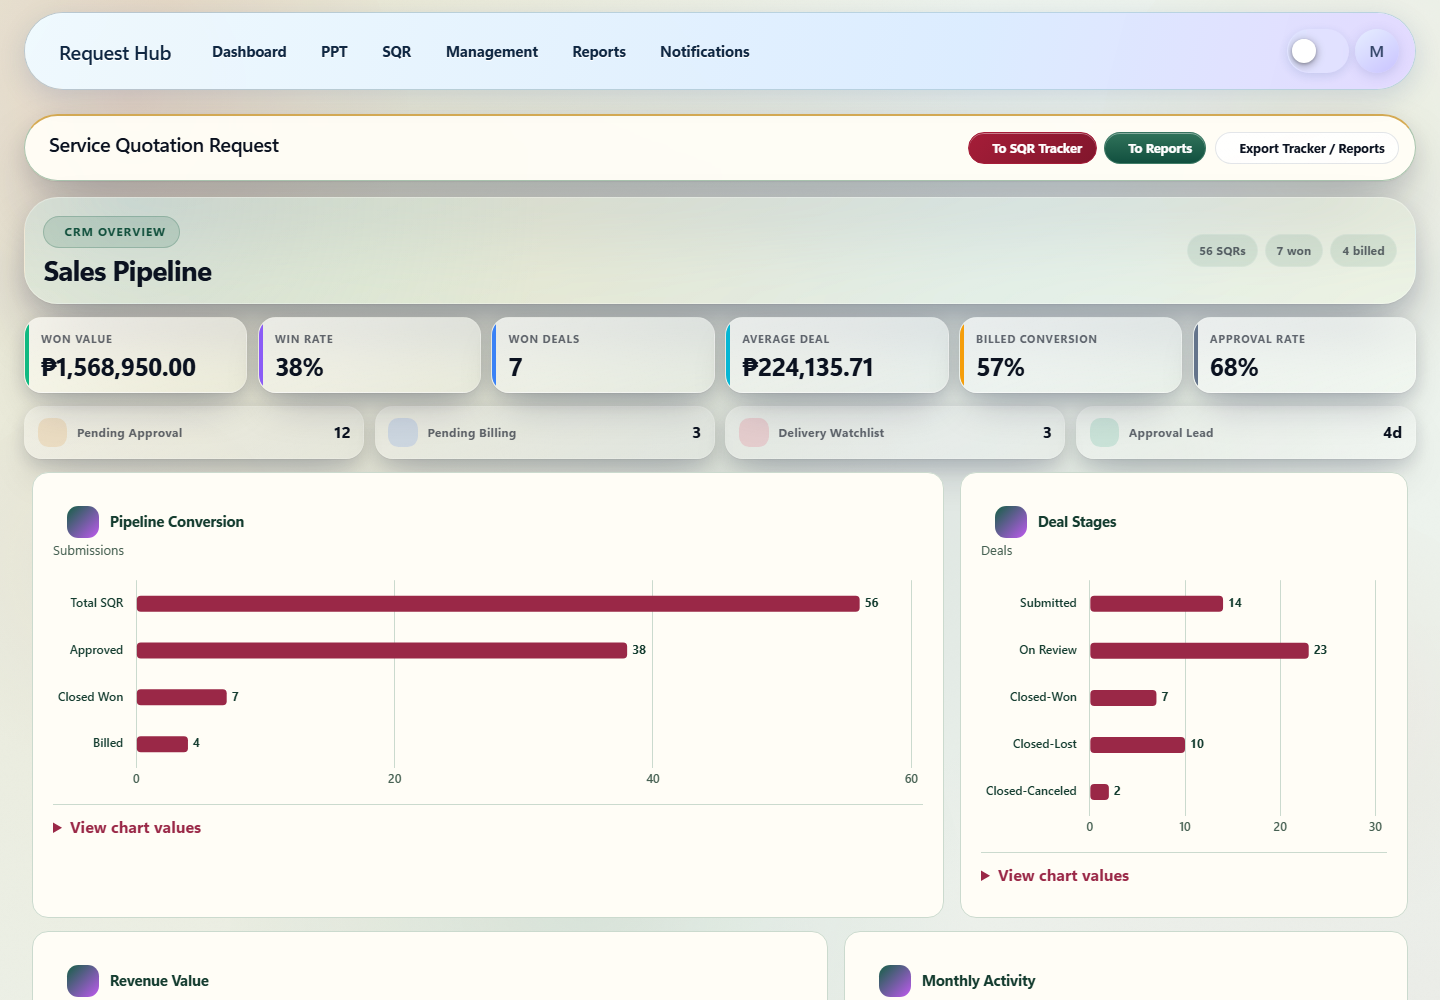 Request Hub
Dashboard
PPT
SQR
Management
Reports
Notifications
M
Service Quotation Request
To SQR Tracker
To Reports
Export Tracker / Reports
CRM OVERVIEW
Sales Pipeline
56 SQRs
7 won
4 billed
WON VALUE
₱1,568,950.00
WIN RATE
38%
WON DEALS
7
AVERAGE DEAL
₱224,135.71
BILLED CONVERSION
57%
APPROVAL RATE
68%
Pending Approval
12
Pending Billing
3
Delivery Watchlist
3
Approval Lead
4d
Pipeline Conversion
Submissions
Total SQR
56
Approved
38
Closed Won
7
Billed
4
0
20
40
60
View chart values
Deal Stages
Deals
Submitted
14
On Review
23
Closed-Won
7
Closed-Lost
10
Closed-Canceled
2
0
10
20
30
View chart values
Revenue Value
Monthly Activity